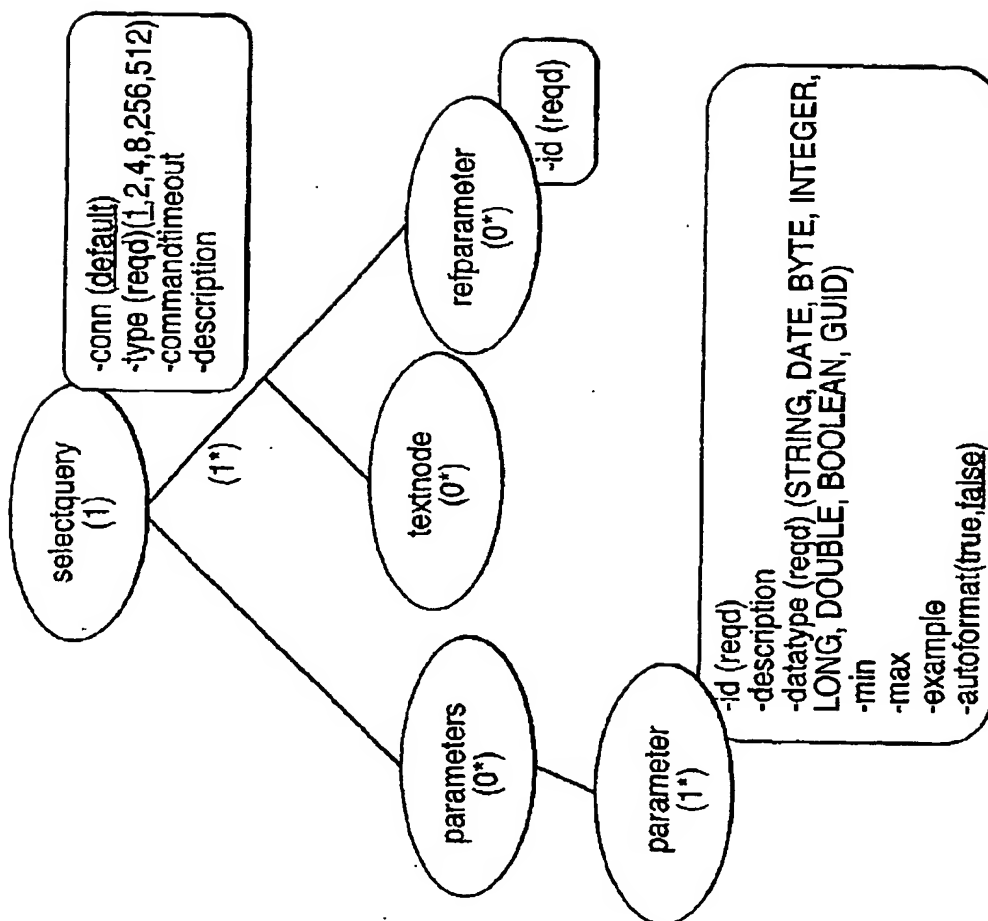 selectquery
(1)
-conn (default)
-type (reqd)(1,2,4,8,256,512)
-commandtimeout
-description
(1*)
parameters
(0*)
textnode
(0*)
refparameter
(0*)
-id (reqd)
parameter
(1*)
-id (reqd)
-description
-datatype (reqd) (STRING, DATE, BYTE, INTEGER,
LONG, DOUBLE, BOOLEAN, GUID)
-min
-max
-example
-autoformat(true,false)